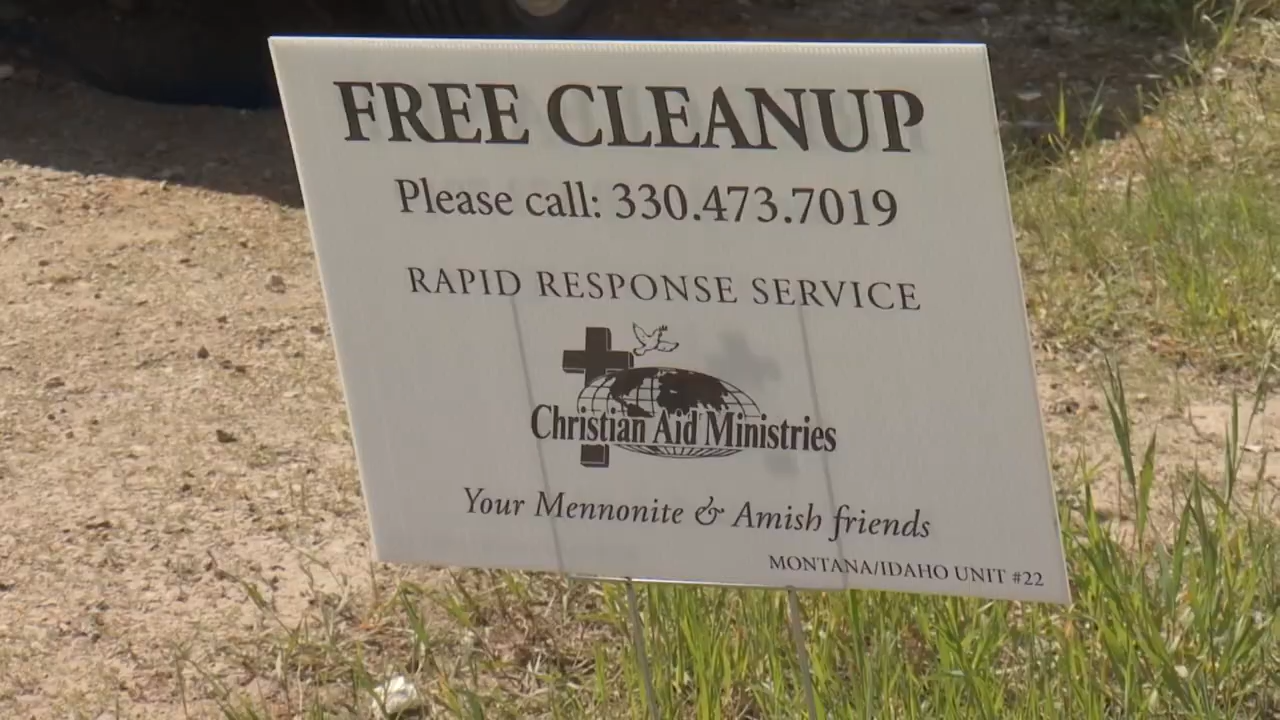 FREE CLEANUP
Please call: 330.473.7019
RAPID RESPONSE SERVICE
Christian Aid Ministries
Your Mennonite & Amish friends
MONTANA/IDAHO UNIT #22